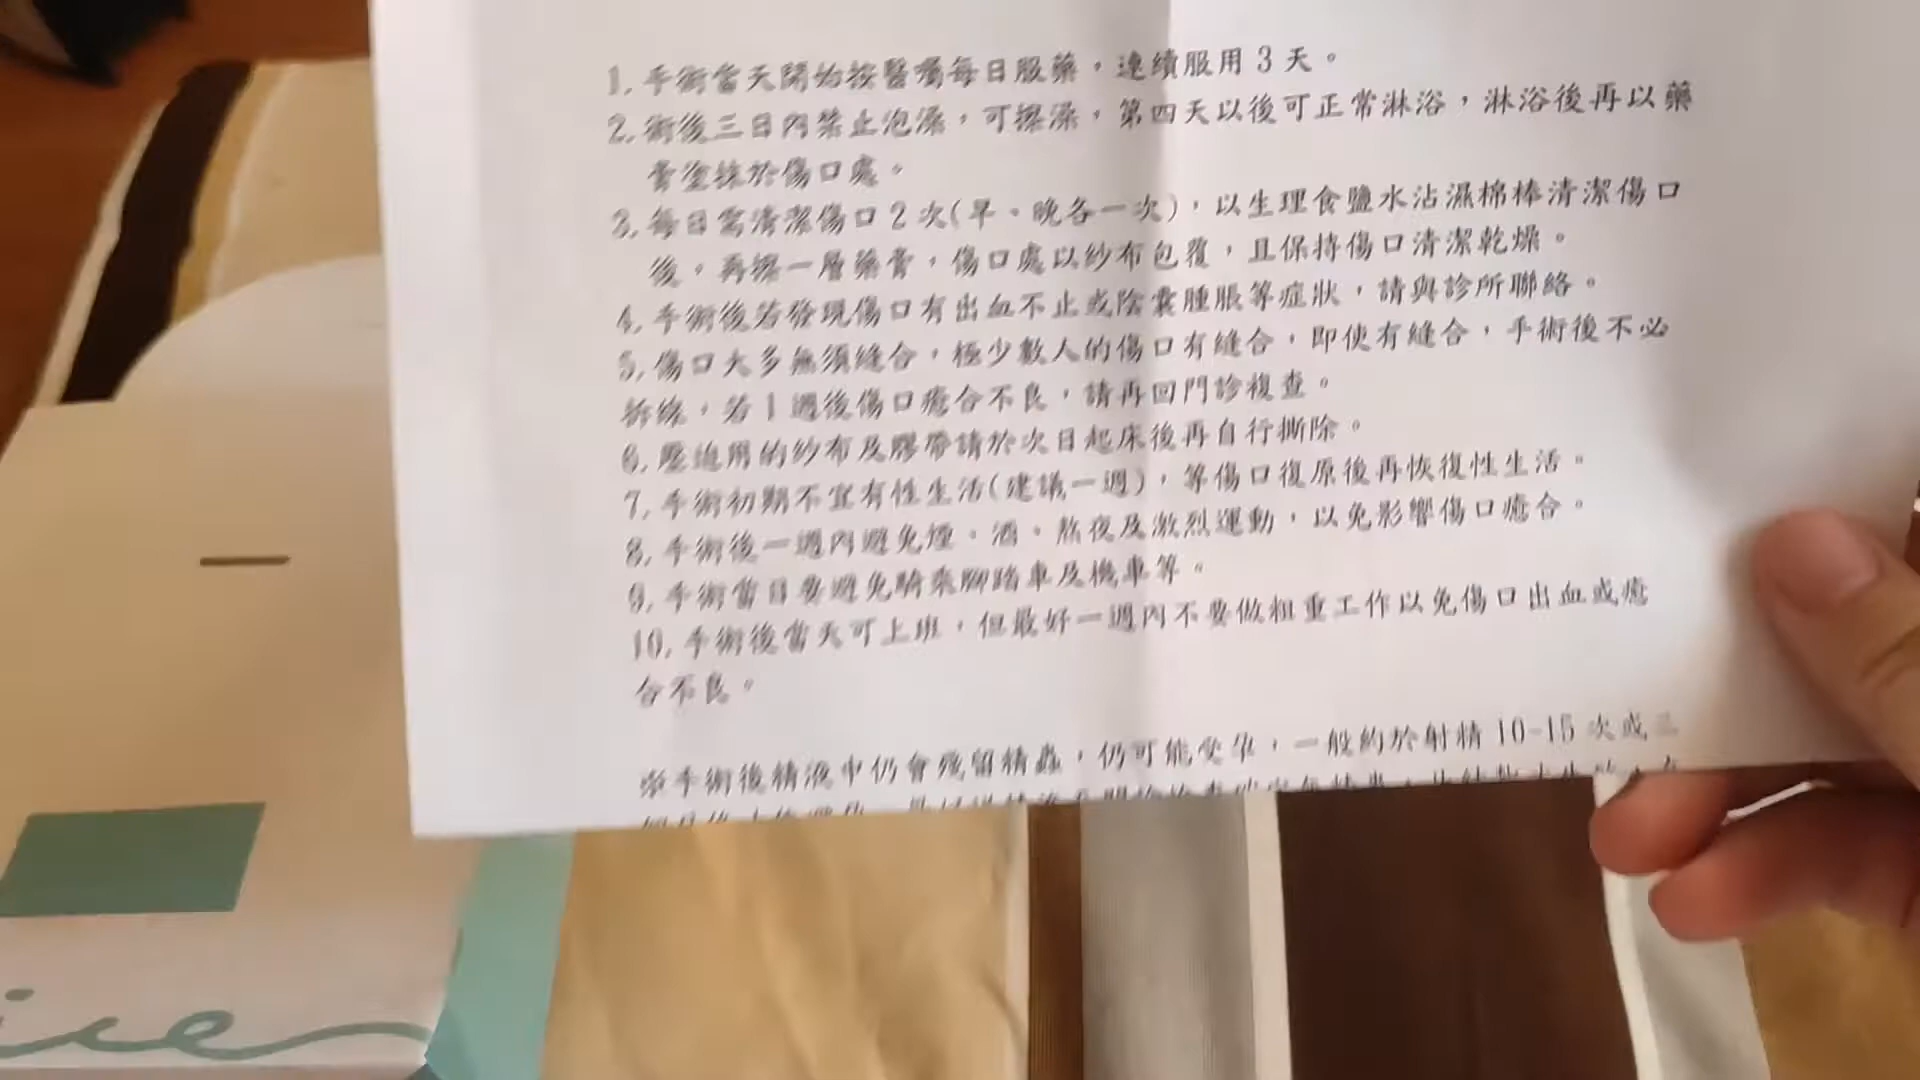 1. 手術當天開始按醫囑每日服藥，連續服用 3 天。
2. 術後三日內禁止泡澡，可擦澡，第四天以後可正常淋浴，淋浴後再以藥
膏塗抹於傷口處。
3. 每日需清潔傷口 2 次(早、晚各一次)，以生理食鹽水沾濕棉棒清潔傷口
後，再擦一層藥膏，傷口處以紗布包覆，且保持傷口清潔乾燥。
4. 手術後若發現傷口有出血不止或陰囊腫脹等症狀，請與診所聯絡。
5. 傷口大多無須縫合，極少數人的傷口有縫合，即使有縫合，手術後不必
拆線，若 1 週後傷口癒合不良，請再回門診複查。
6. 壓迫用的紗布及膠帶請於次日起床後再自行撕除。
7. 手術初期不宜有性生活(建議一週)，等傷口復原後再恢復性生活。
8. 手術後一週內避免煙、酒、熬夜及激烈運動，以免影響傷口癒合。
9. 手術當日要避免騎乘腳踏車及機車等。
10. 手術後當天可上班，但最好一週內不要做粗重工作以免傷口出血或癒
合不良。
※手術後精液中仍會殘留精蟲，仍可能受孕，一般約於射精 10-15 次或三
ice